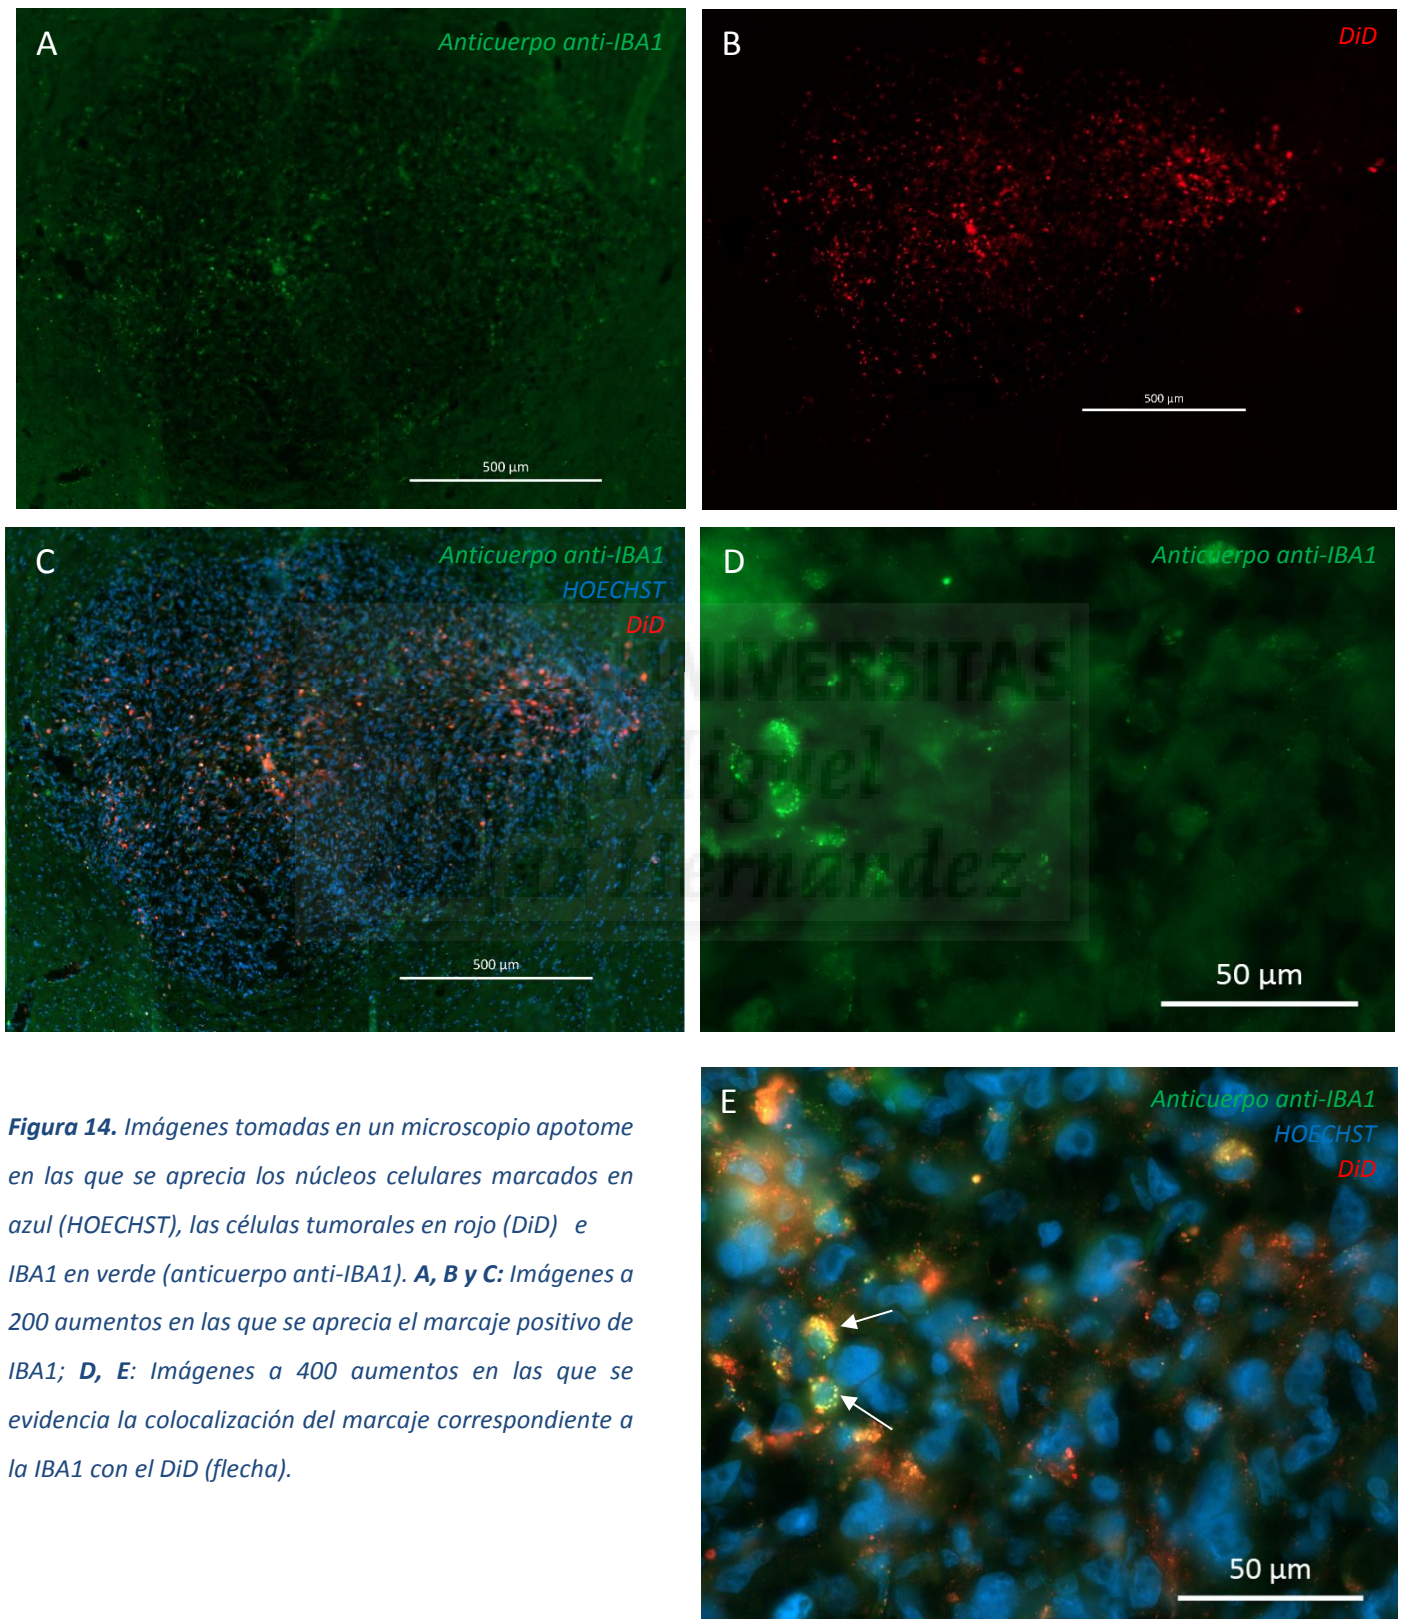 A
Anticuerpo anti-IBA1
500 µm
B
DiD
500 µm
C
Anticuerpo anti-IBA1
HOECHST
DiD
500 µm
D
Anticuerpo anti-IBA1
50 µm
UNIVERSITAS
Miguel
Hernández
E
Anticuerpo anti-IBA1
HOECHST
DiD
50 µm
Figura 14. Imágenes tomadas en un microscopio apotome
en las que se aprecia los núcleos celulares marcados en
azul (HOECHST), las células tumorales en rojo (DiD) e
IBA1 en verde (anticuerpo anti-IBA1). A, B y C: Imágenes a
200 aumentos en las que se aprecia el marcaje positivo de
IBA1; D, E: Imágenes a 400 aumentos en las que se
evidencia la colocalización del marcaje correspondiente a
la IBA1 con el DiD (flecha).